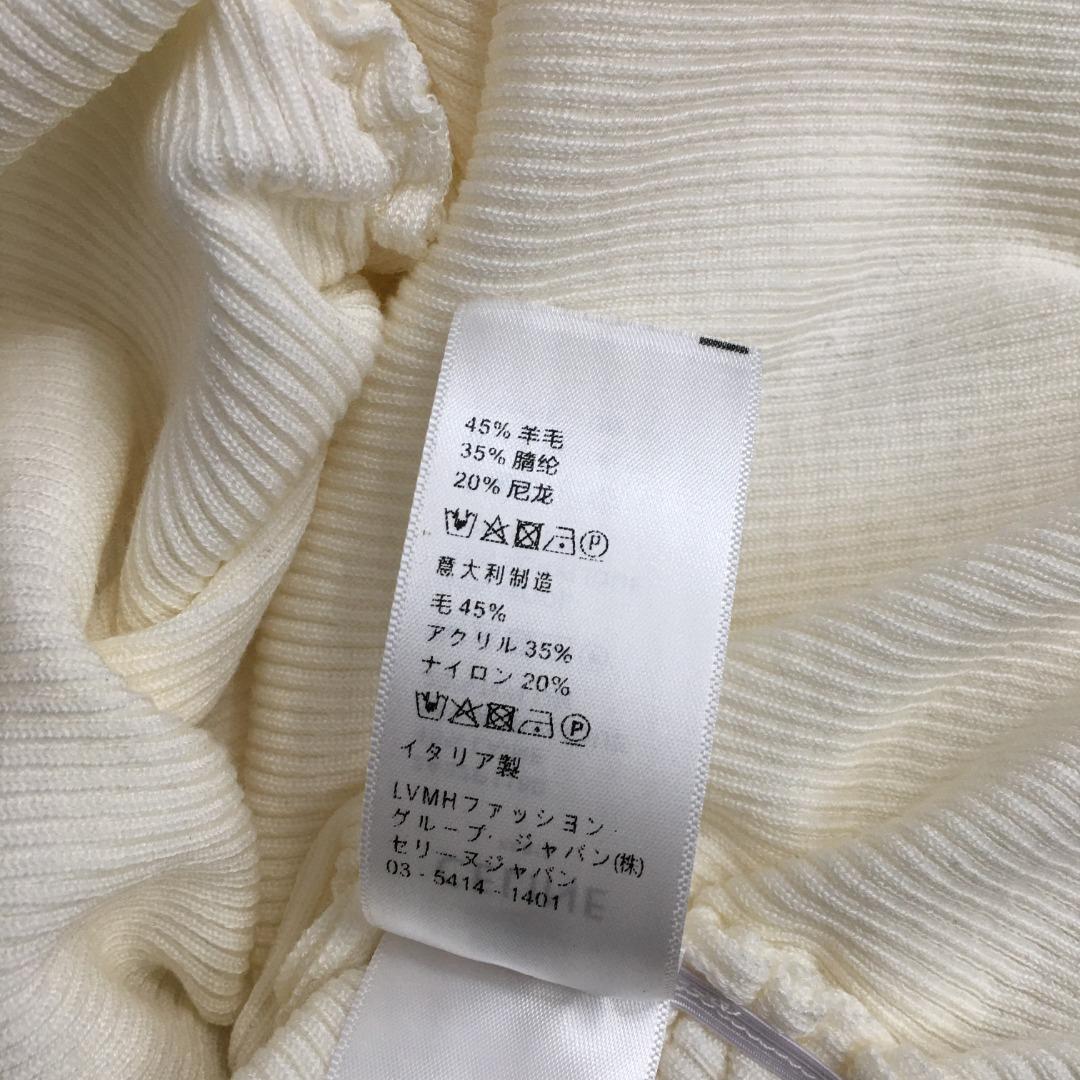 45% 羊毛
35% 腈纶
20% 尼龙
P
意大利制造
毛 45%
アクリル 35%
ナイロン 20%
P
イタリア製
LVMHファッション・
グループ・ジャパン(株)
セリーヌジャパン
03 - 5414 - 1401